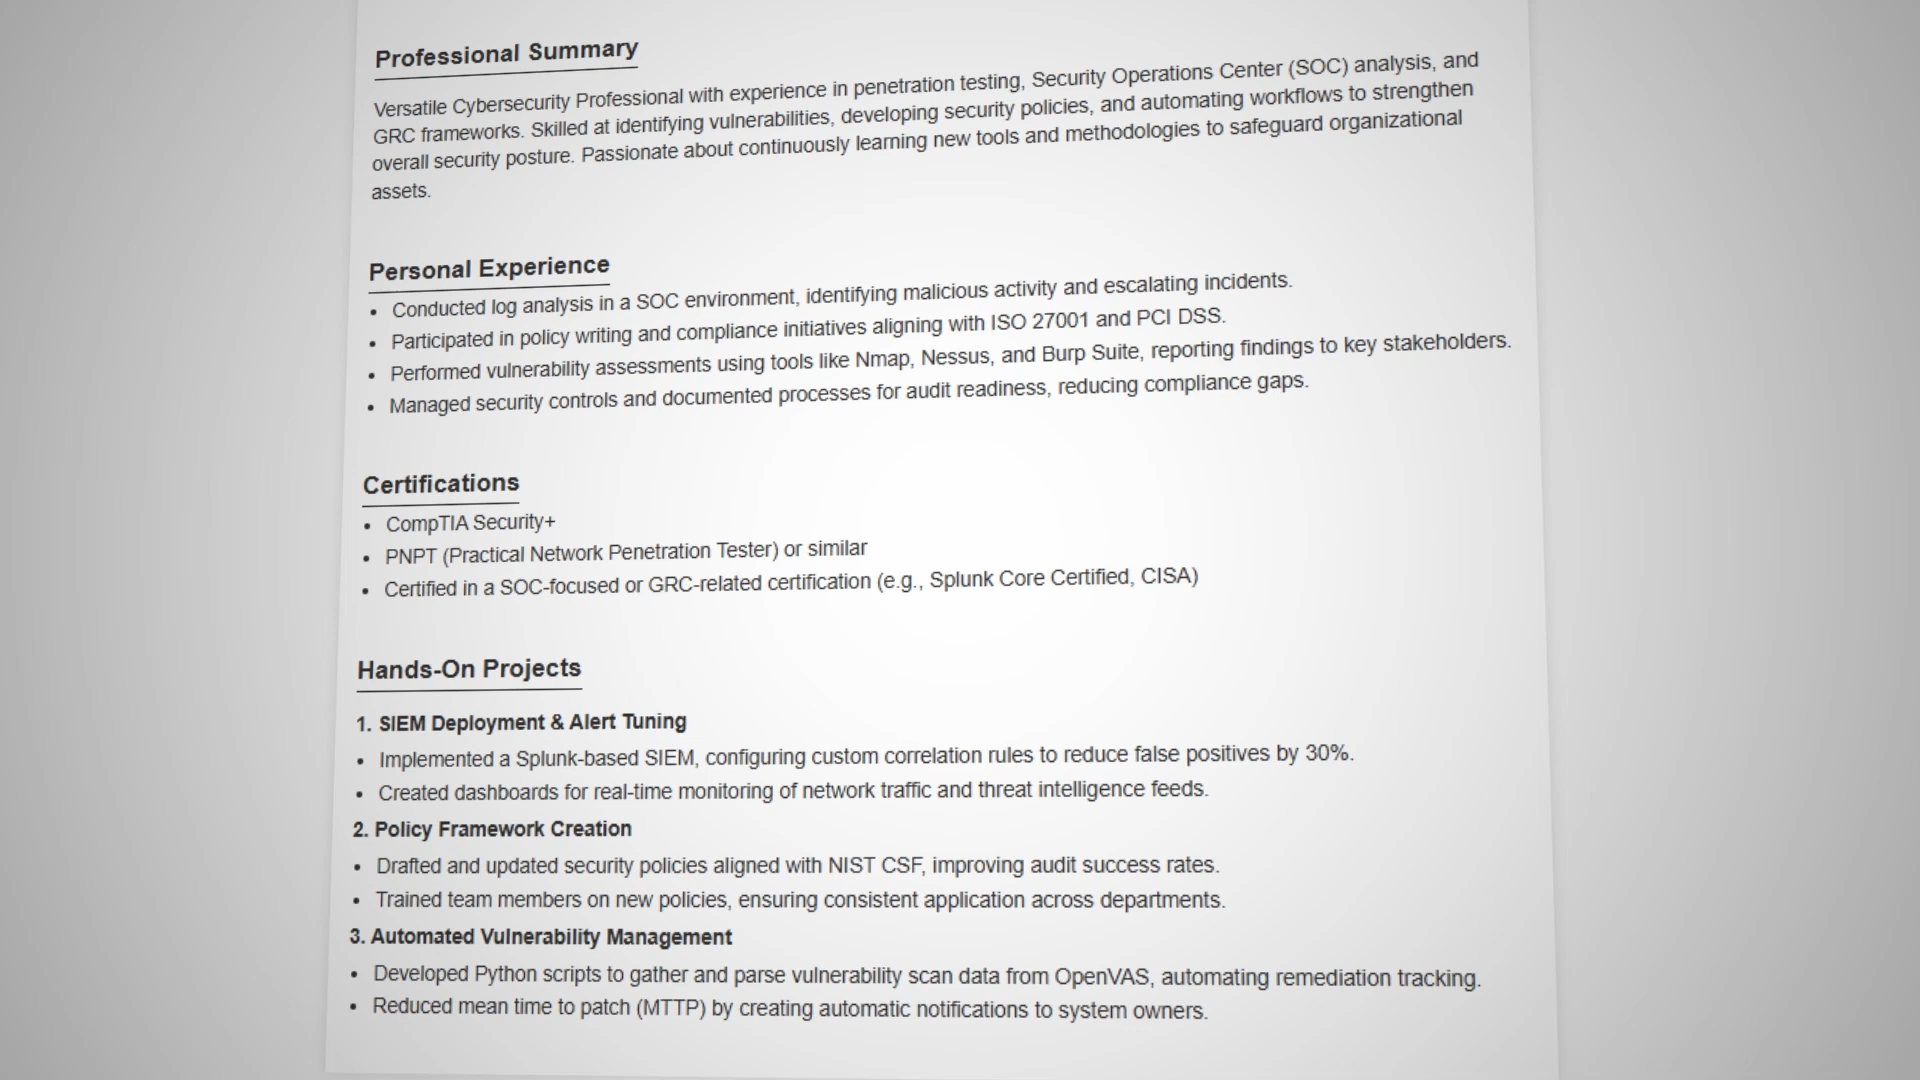 Professional Summary
Versatile Cybersecurity Professional with experience in penetration testing, Security Operations Center (SOC) analysis, and
GRC frameworks. Skilled at identifying vulnerabilities, developing security policies, and automating workflows to strengthen
overall security posture. Passionate about continuously learning new tools and methodologies to safeguard organizational
assets.
Personal Experience
• Conducted log analysis in a SOC environment, identifying malicious activity and escalating incidents.
• Participated in policy writing and compliance initiatives aligning with ISO 27001 and PCI DSS.
• Performed vulnerability assessments using tools like Nmap, Nessus, and Burp Suite, reporting findings to key stakeholders.
• Managed security controls and documented processes for audit readiness, reducing compliance gaps.
Certifications
• CompTIA Security+
• PNPT (Practical Network Penetration Tester) or similar
• Certified in a SOC-focused or GRC-related certification (e.g., Splunk Core Certified, CISA)
Hands-On Projects
1. SIEM Deployment & Alert Tuning
• Implemented a Splunk-based SIEM, configuring custom correlation rules to reduce false positives by 30%.
• Created dashboards for real-time monitoring of network traffic and threat intelligence feeds.
2. Policy Framework Creation
• Drafted and updated security policies aligned with NIST CSF, improving audit success rates.
• Trained team members on new policies, ensuring consistent application across departments.
3. Automated Vulnerability Management
• Developed Python scripts to gather and parse vulnerability scan data from OpenVAS, automating remediation tracking.
• Reduced mean time to patch (MTTP) by creating automatic notifications to system owners.